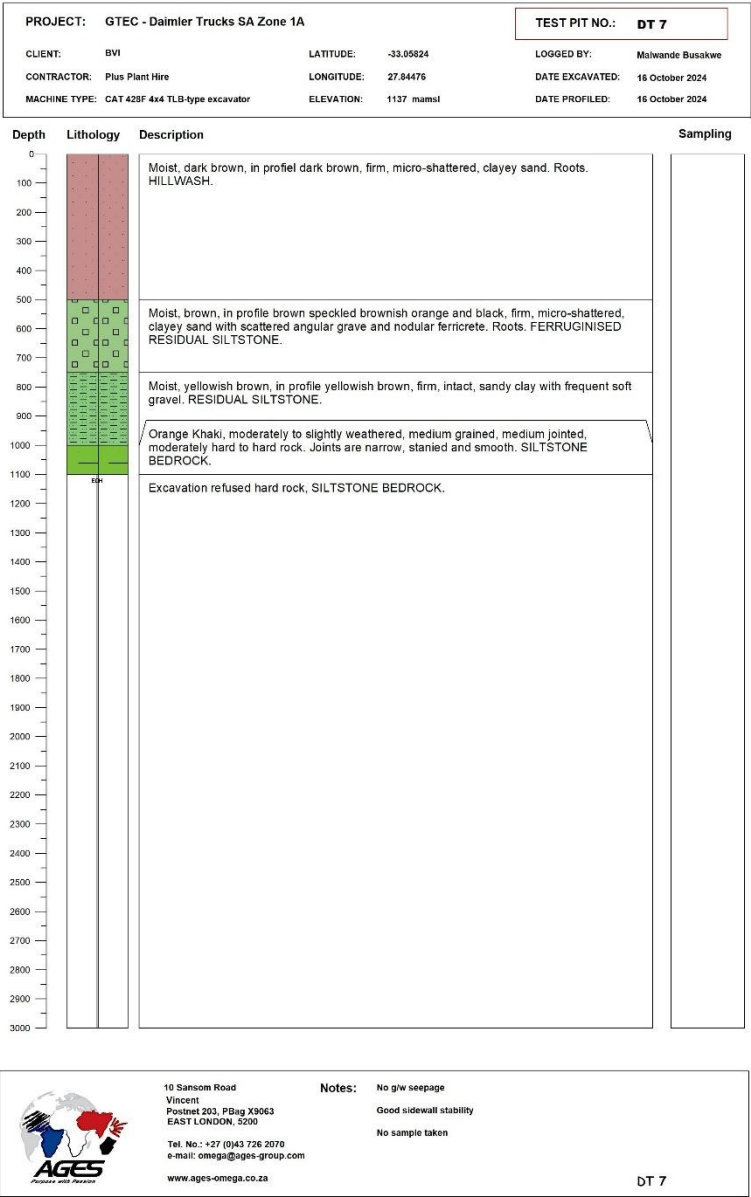 PROJECT: GTEC - Daimler Trucks SA Zone 1A
TEST PIT NO.: DT 7
CLIENT: BVI LATITUDE: -33.05824 LOGGED BY: Malwande Busakwe
CONTRACTOR: Plus Plant Hire LONGITUDE: 27.84476 DATE EXCAVATED: 16 October 2024
MACHINE TYPE: CAT 428F 4x4 TLB-type excavator ELEVATION: 1137 mamsl DATE PROFILED: 16 October 2024
Depth Lithology Description Sampling
0
Moist, dark brown, in profiel dark brown, firm, micro-shattered, clayey sand. Roots.
HILLWASH.
100
200
300
400
500
Moist, brown, in profile brown speckled brownish orange and black, firm, micro-shattered,
clayey sand with scattered angular grave and nodular ferricrete. Roots. FERRUGINISED
RESIDUAL SILTSTONE.
600
700
Moist, yellowish brown, in profile yellowish brown, firm, intact, sandy clay with frequent soft
gravel. RESIDUAL SILTSTONE.
800
900
Orange Khaki, moderately to slightly weathered, medium grained, medium jointed,
moderately hard to hard rock. Joints are narrow, stanied and smooth. SILTSTONE
BEDROCK.
1000
1100
EOH
Excavation refused hard rock, SILTSTONE BEDROCK.
1200
1300
1400
1500
1600
1700
1800
1900
2000
2100
2200
2300
2400
2500
2600
2700
2800
2900
3000
AGES
Purpose with Passion
10 Sansom Road
Vincent
Postnet 203, PBag X9063
EAST LONDON, 5200
Tel. No.: +27 (0)43 726 2070
e-mail: omega@ages-group.com
www.ages-omega.co.za
Notes: No g/w seepage
Good sidewall stability
No sample taken
DT 7